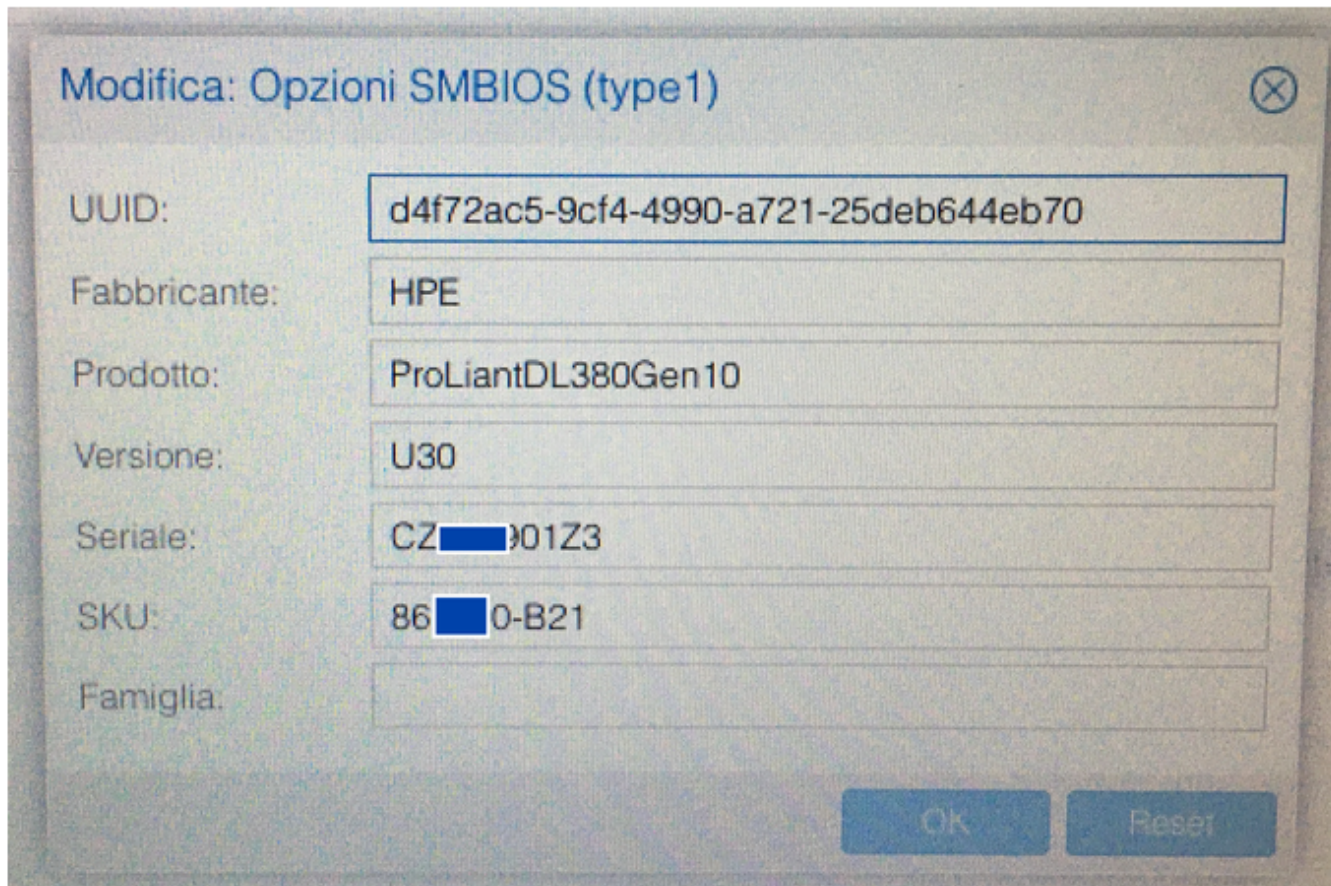 Modifica: Opzioni SMBIOS (type1)
UUID: d4f72ac5-9cf4-4990-a721-25deb644eb70
Fabbricante: HPE
Prodotto: ProLiantDL380Gen10
Versione: U30
Seriale: CZ 901Z3
SKU: 86 0-B21
Famiglia:
OK Reset